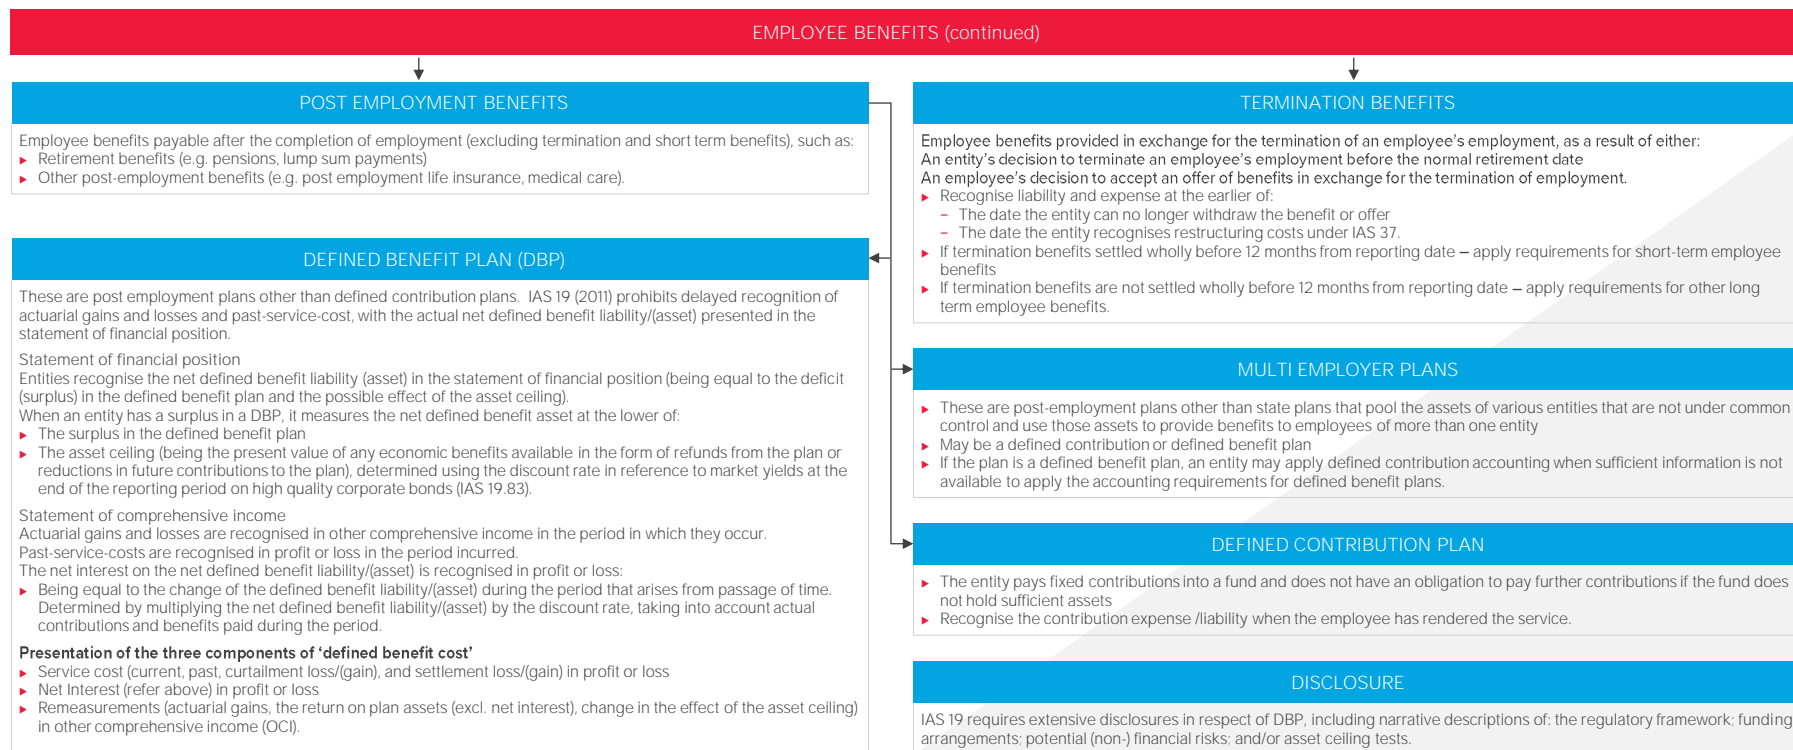 EMPLOYEE BENEFITS (continued)
POST EMPLOYMENT BENEFITS
Employee benefits payable after the completion of employment (excluding termination and short term benefits), such as:
Retirement benefits (e.g. pensions, lump sum payments)
Other post-employment benefits (e.g. post employment life insurance, medical care).
DEFINED BENEFIT PLAN (DBP)
These are post employment plans other than defined contribution plans. IAS 19 (2011) prohibits delayed recognition of
actuarial gains and losses and past-service-cost, with the actual net defined benefit liability/(asset) presented in the
statement of financial position.
Statement of financial position
Entities recognise the net defined benefit liability (asset) in the statement of financial position (being equal to the deficit
(surplus) in the defined benefit plan and the possible effect of the asset ceiling).
When an entity has a surplus in a DBP, it measures the net defined benefit asset at the lower of:
The surplus in the defined benefit plan
The asset ceiling (being the present value of any economic benefits available in the form of refunds from the plan or
reductions in future contributions to the plan), determined using the discount rate in reference to market yields at the
end of the reporting period on high quality corporate bonds (IAS 19.83).
Statement of comprehensive income
Actuarial gains and losses are recognised in other comprehensive income in the period in which they occur.
Past-service-costs are recognised in profit or loss in the period incurred.
The net interest on the net defined benefit liability/(asset) is recognised in profit or loss:
Being equal to the change of the defined benefit liability/(asset) during the period that arises from passage of time.
Determined by multiplying the net defined benefit liability/(asset) by the discount rate, taking into account actual
contributions and benefits paid during the period.
Presentation of the three components of ‘defined benefit cost’
Service cost (current, past, curtailment loss/(gain), and settlement loss/(gain) in profit or loss
Net Interest (refer above) in profit or loss
Remeasurements (actuarial gains, the return on plan assets (excl. net interest), change in the effect of the asset ceiling)
in other comprehensive income (OCI).
TERMINATION BENEFITS
Employee benefits provided in exchange for the termination of an employee’s employment, as a result of either:
An entity’s decision to terminate an employee’s employment before the normal retirement date
An employee’s decision to accept an offer of benefits in exchange for the termination of employment.
Recognise liability and expense at the earlier of:
– The date the entity can no longer withdraw the benefit or offer
– The date the entity recognises restructuring costs under IAS 37.
If termination benefits settled wholly before 12 months from reporting date – apply requirements for short-term employee
benefits
If termination benefits are not settled wholly before 12 months from reporting date – apply requirements for other long
term employee benefits.
MULTI EMPLOYER PLANS
These are post-employment plans other than state plans that pool the assets of various entities that are not under common
control and use those assets to provide benefits to employees of more than one entity
May be a defined contribution or defined benefit plan
If the plan is a defined benefit plan, an entity may apply defined contribution accounting when sufficient information is not
available to apply the accounting requirements for defined benefit plans.
DEFINED CONTRIBUTION PLAN
The entity pays fixed contributions into a fund and does not have an obligation to pay further contributions if the fund does
not hold sufficient assets
Recognise the contribution expense /liability when the employee has rendered the service.
DISCLOSURE
IAS 19 requires extensive disclosures in respect of DBP, including narrative descriptions of: the regulatory framework; funding
arrangements; potential (non-) financial risks; and/or asset ceiling tests.